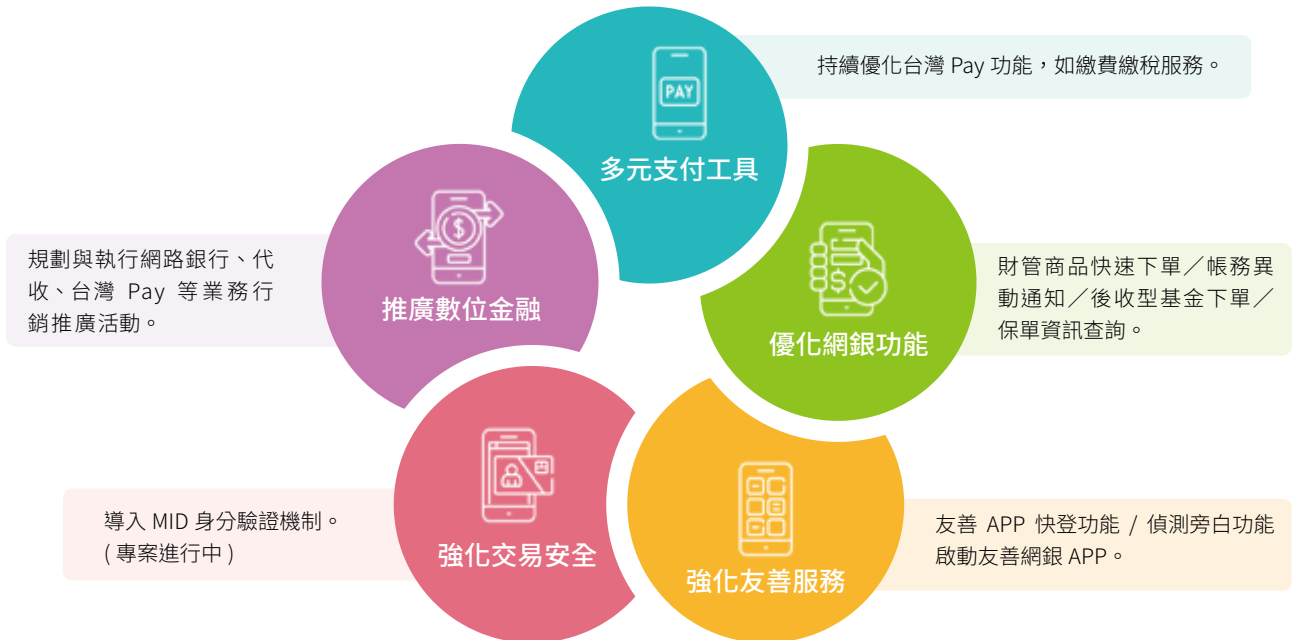 持續優化台灣 Pay 功能，如繳費繳稅服務。
PAY
多元支付工具
財管商品快速下單／帳務異
動通知／後收型基金下單／
保單資訊查詢。
$
優化網銀功能
友善 APP 快登功能 / 偵測旁白功能
啟動友善網銀 APP。
強化友善服務
導入 MID 身分驗證機制。
( 專案進行中 )
強化交易安全
規劃與執行網路銀行、代
收、台灣 Pay 等業務行
銷推廣活動。
$
推廣數位金融